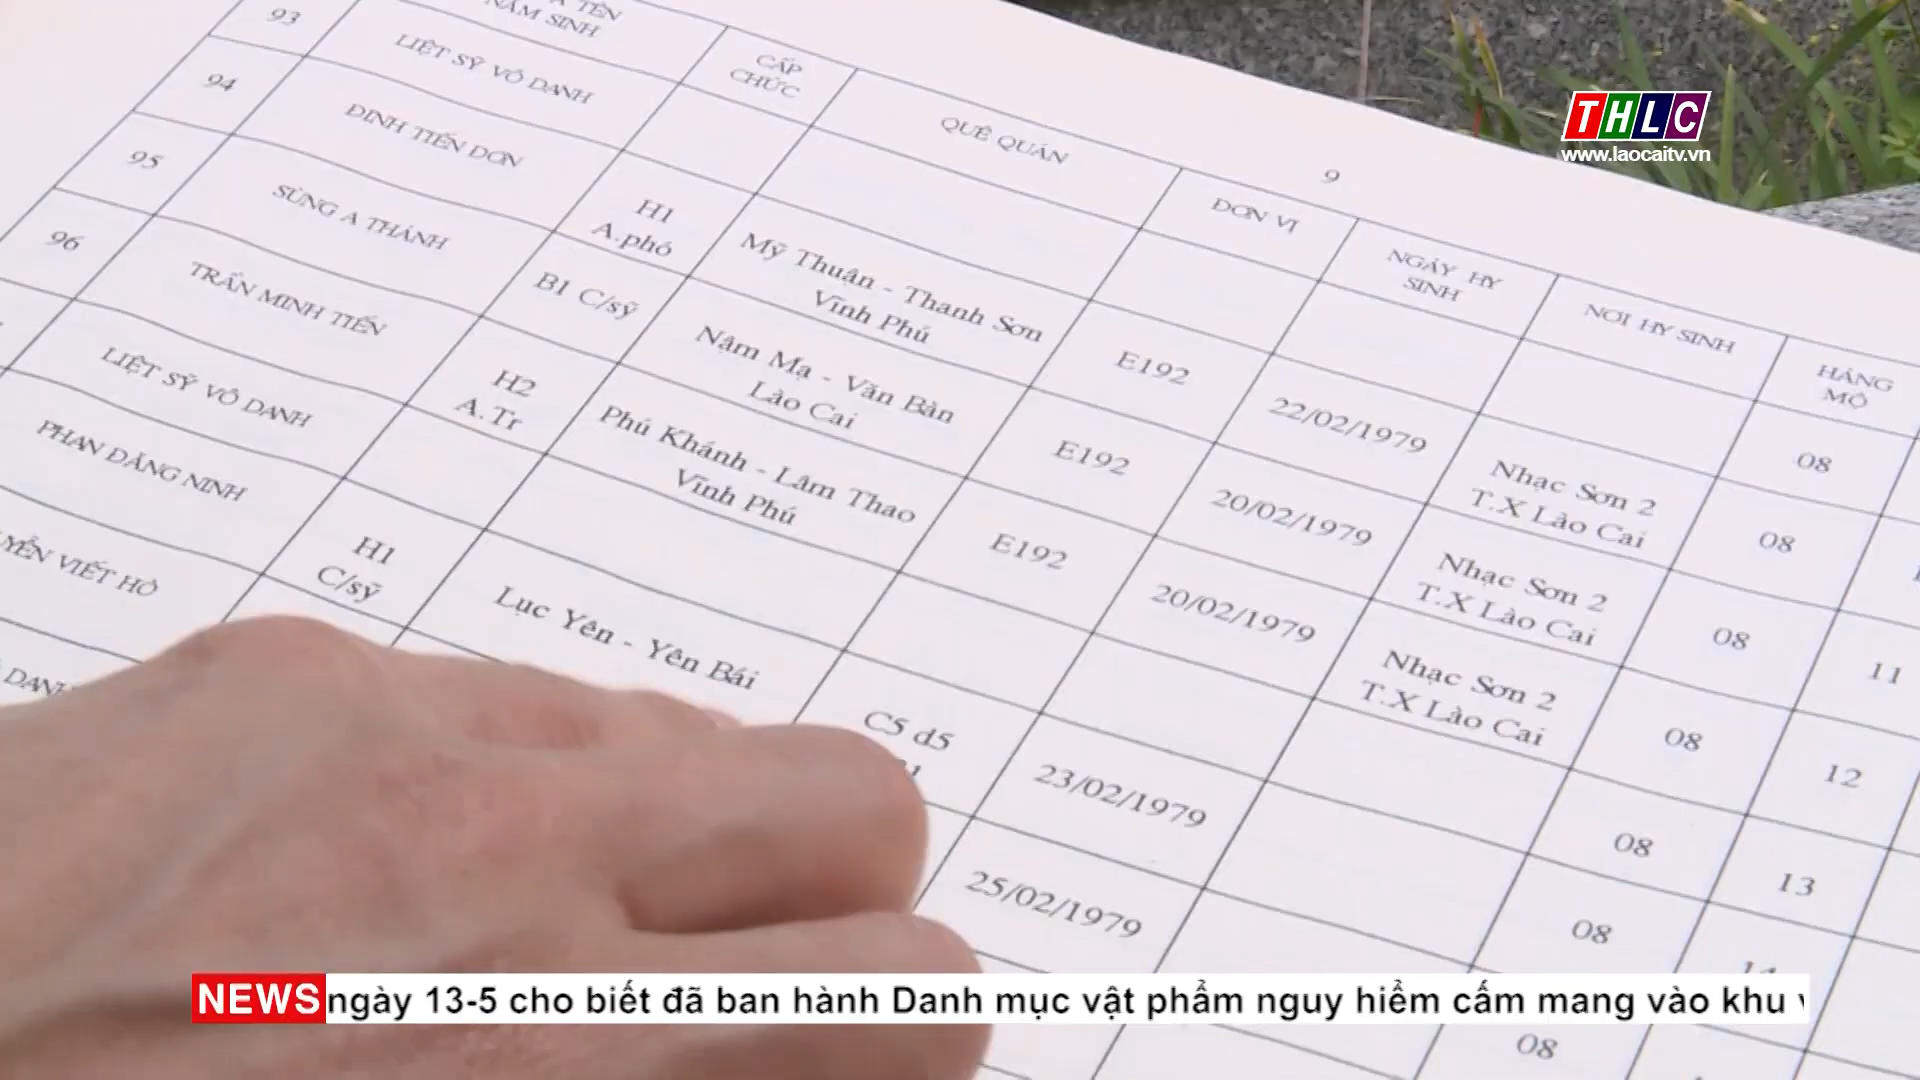 THLC
www.laocaitv.vn
9
TÊN
NĂM SINH
CẤP
CHỨC
QUÊ QUÁN
ĐƠN VỊ
NGÀY HY
SINH
NƠI HY SINH
HÀNG
MỘ
93
LIỆT SỸ VÔ DANH
08
94
ĐINH TIẾN DƠN
H1
A.phó
Mỹ Thuận - Thanh Sơn
Vĩnh Phú
E192
22/02/1979
Nhạc Sơn 2
T.X Lào Cai
08
95
SÙNG A THÁNH
B1 C/sỹ
Nậm Mạ - Văn Bàn
Lào Cai
E192
20/02/1979
Nhạc Sơn 2
T.X Lào Cai
08
11
96
TRẦN MINH TIẾN
H2
A.Tr
Phú Khánh - Lâm Thao
Vĩnh Phú
E192
20/02/1979
Nhạc Sơn 2
T.X Lào Cai
08
12
LIỆT SỸ VÔ DANH
08
13
PHAN ĐĂNG NINH
H1
C/sỹ
Lục Yên - Yên Bái
C5 d5
23/02/1979
08
VIẾT HÒ
25/02/1979
08
DANH
NEWS ngày 13-5 cho biết đã ban hành Danh mục vật phẩm nguy hiểm cấm mang vào khu